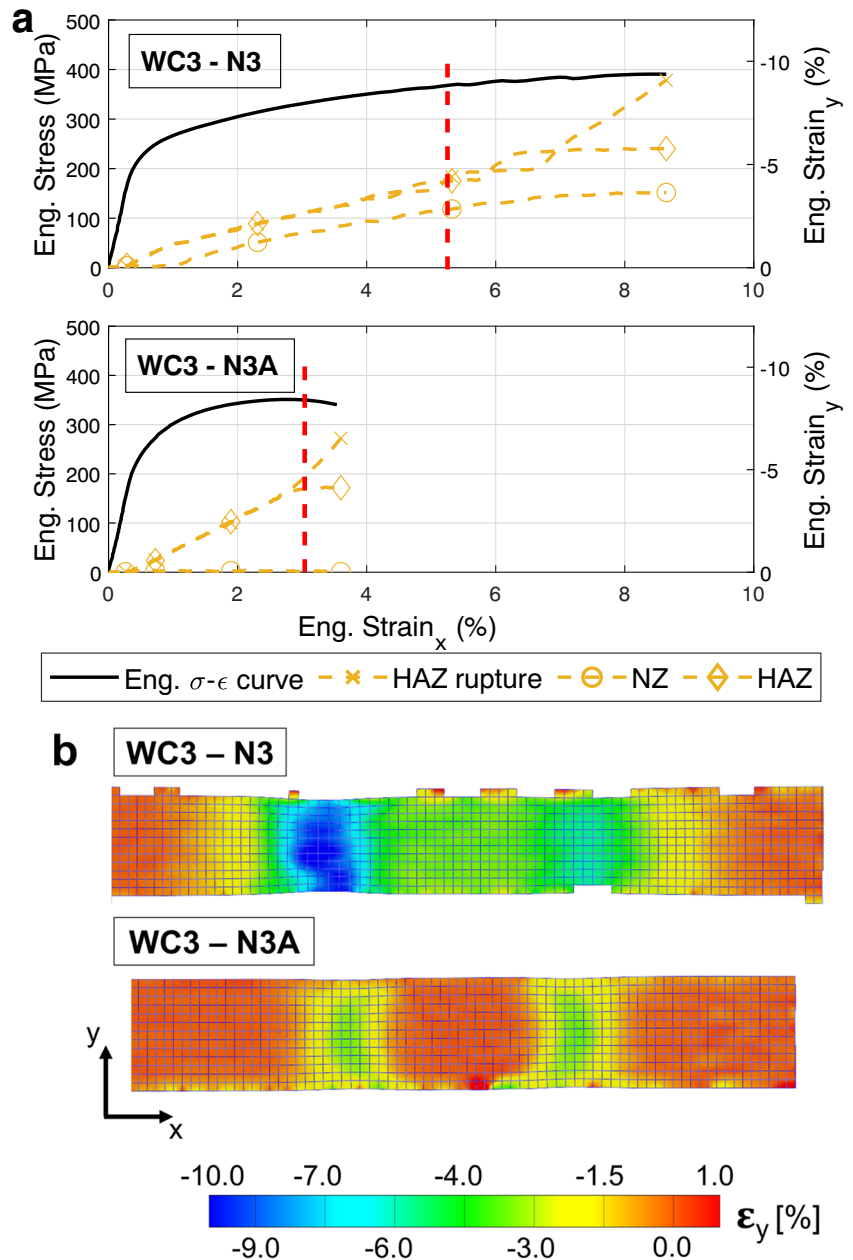 a
WC3 - N3
Eng. Stress (MPa)
500
400
300
200
100
0
0 2 4 6 8 10
-10
-5
0
Eng. Strain_y (%)
WC3 - N3A
Eng. Stress (MPa)
500
400
300
200
100
0
0 2 4 6 8 10
-10
-5
0
Eng. Strain_y (%)
Eng. Strain_x (%)
Eng. σ-ϵ curve HAZ rupture NZ HAZ
b
WC3 – N3
WC3 – N3A
y
x
-10.0 -7.0 -4.0 -1.5 1.0
ε_y [%]
-9.0 -6.0 -3.0 0.0